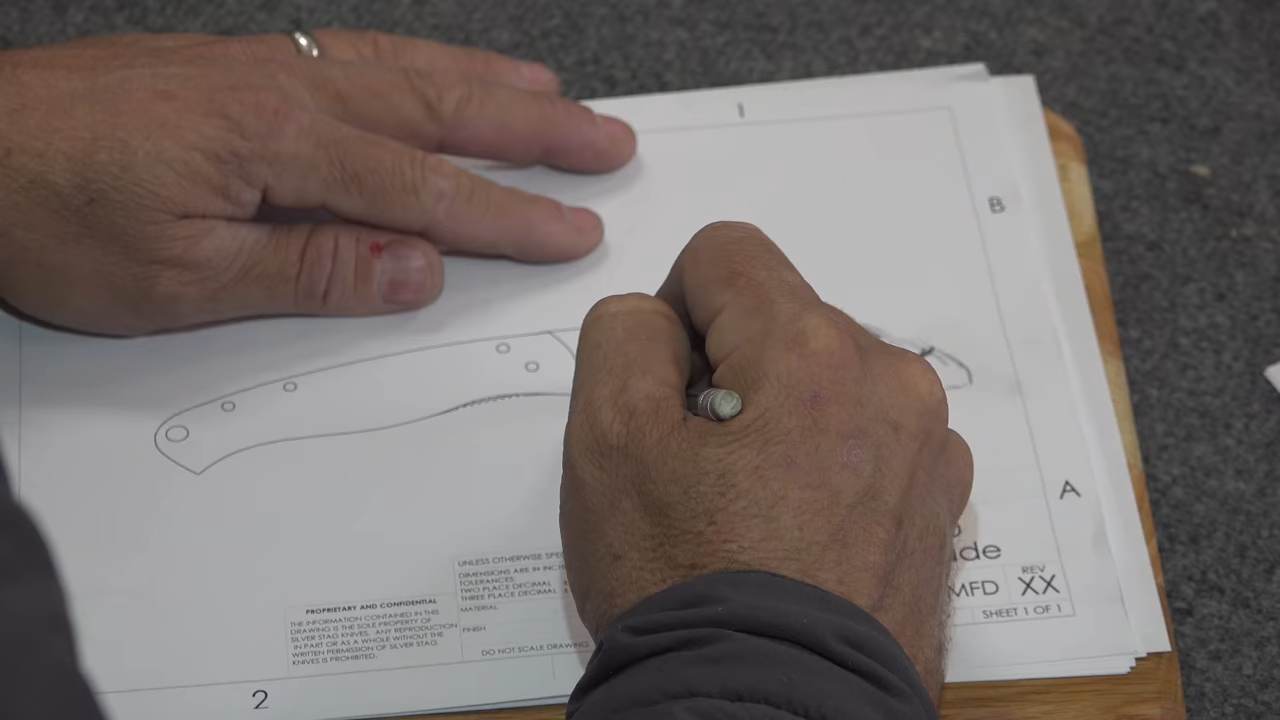 1
B
A
UNLESS OTHERWISE
DIMENSIONS ARE IN
TOLERANCES:
TWO PLACE DECIMAL ±
THREE PLACE DECIMAL ±
MATERIAL
FINISH
DO NOT SCALE DRAWING
PROPRIETARY AND CONFIDENTIAL
THE INFORMATION CONTAINED IN THIS
DRAWING IS THE SOLE PROPERTY OF
SILVER STAG KNIVES. ANY REPRODUCTION
IN PART OR AS A WHOLE WITHOUT THE
WRITTEN PERMISSION OF SILVER STAG
KNIVES IS PROHIBITED.
MFD
REV
XX
SHEET 1 OF 1
2